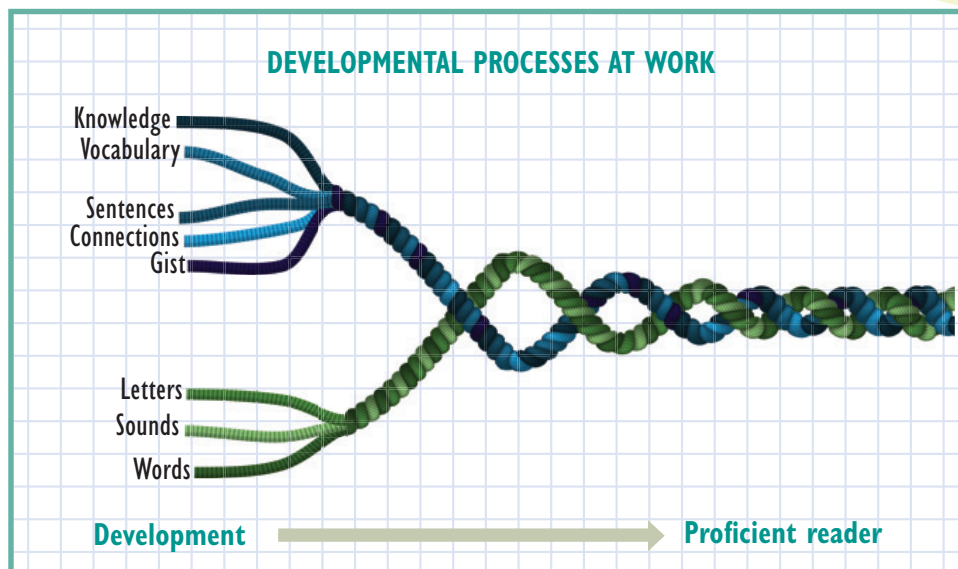 DEVELOPMENTAL PROCESSES AT WORK
Knowledge
Vocabulary
Sentences
Connections
Gist
Letters
Sounds
Words
Development
Proficient reader